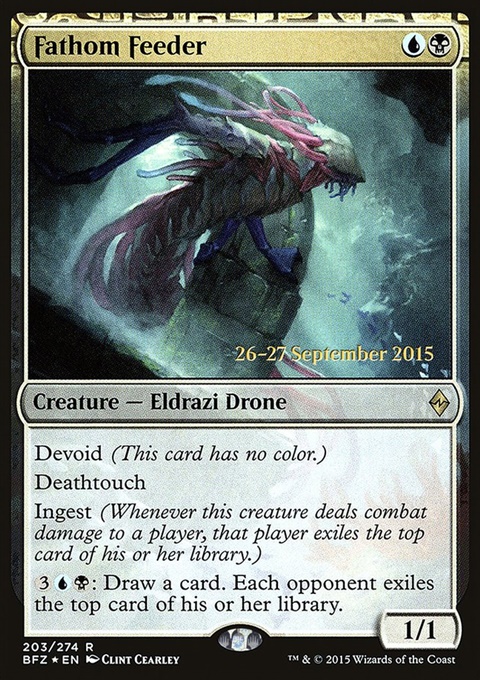 Fathom Feeder
26–27 September 2015
Creature — Eldrazi Drone
Devoid (This card has no color.)
Deathtouch
Ingest (Whenever this creature deals combat
damage to a player, that player exiles the top
card of his or her library.)
3 : Draw a card. Each opponent exiles
the top card of his or her library.
1/1
203/274 R
BFZ ★ EN CLINT CEARLEY
™ & © 2015 Wizards of the Coast